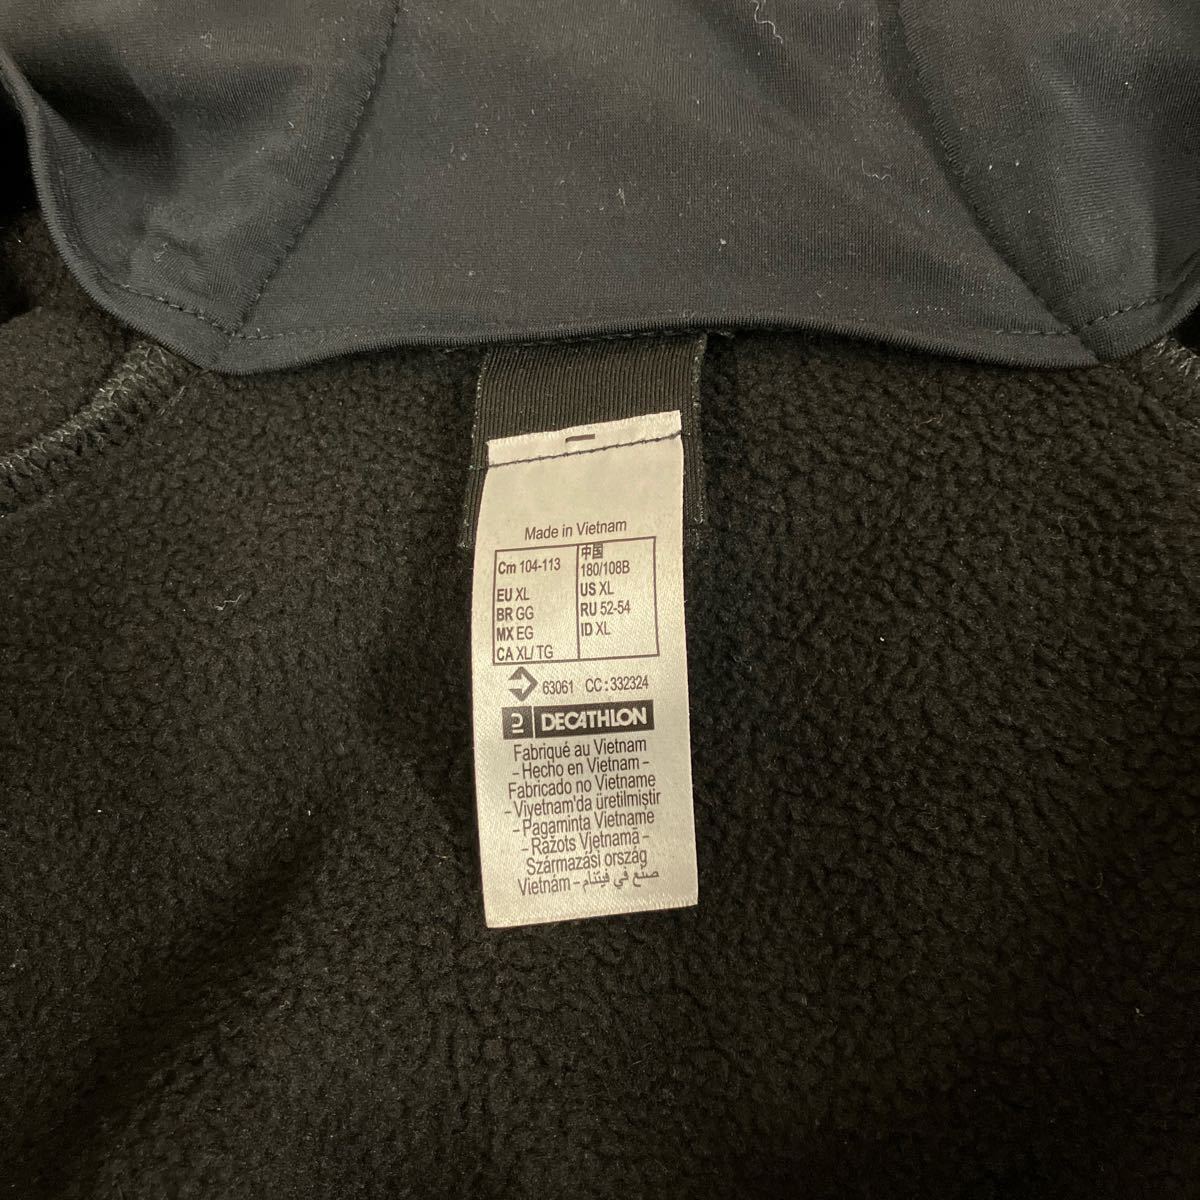 Made in Vietnam
Cm 104-113
EU XL
BR GG
MX EG
CA XL/ TG
中国
180/108B
US XL
RU 52-54
ID XL
63061 CC : 332324
DECATHLON
Fabriqué au Vietnam
- Hecho en Vietnam -
Fabricado no Vietname
- Viyetnam'da üretilmiştir
- Pagaminta Vietname
- Ražots Vjetnamā -
Származási ország
Vietnám - صنع في فيتنام